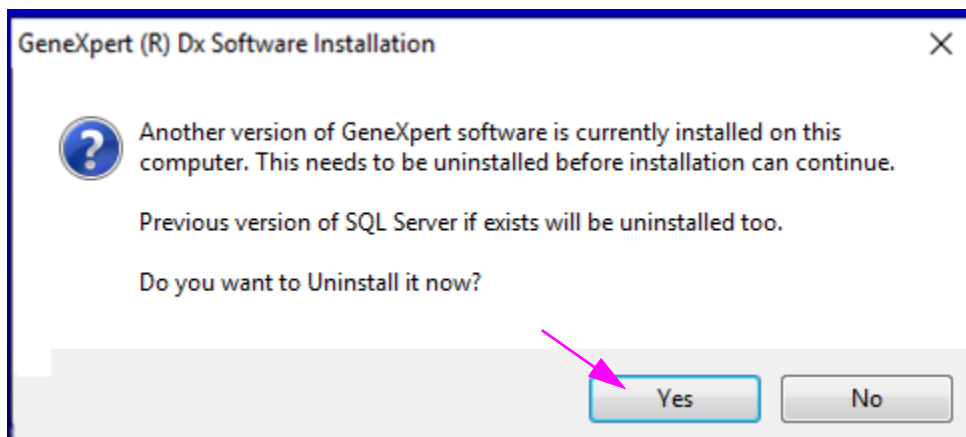 GeneXpert (R) Dx Software Installation
Another version of GeneXpert software is currently installed on this
computer. This needs to be uninstalled before installation can continue.
Previous version of SQL Server if exists will be uninstalled too.
Do you want to Uninstall it now?
Yes No